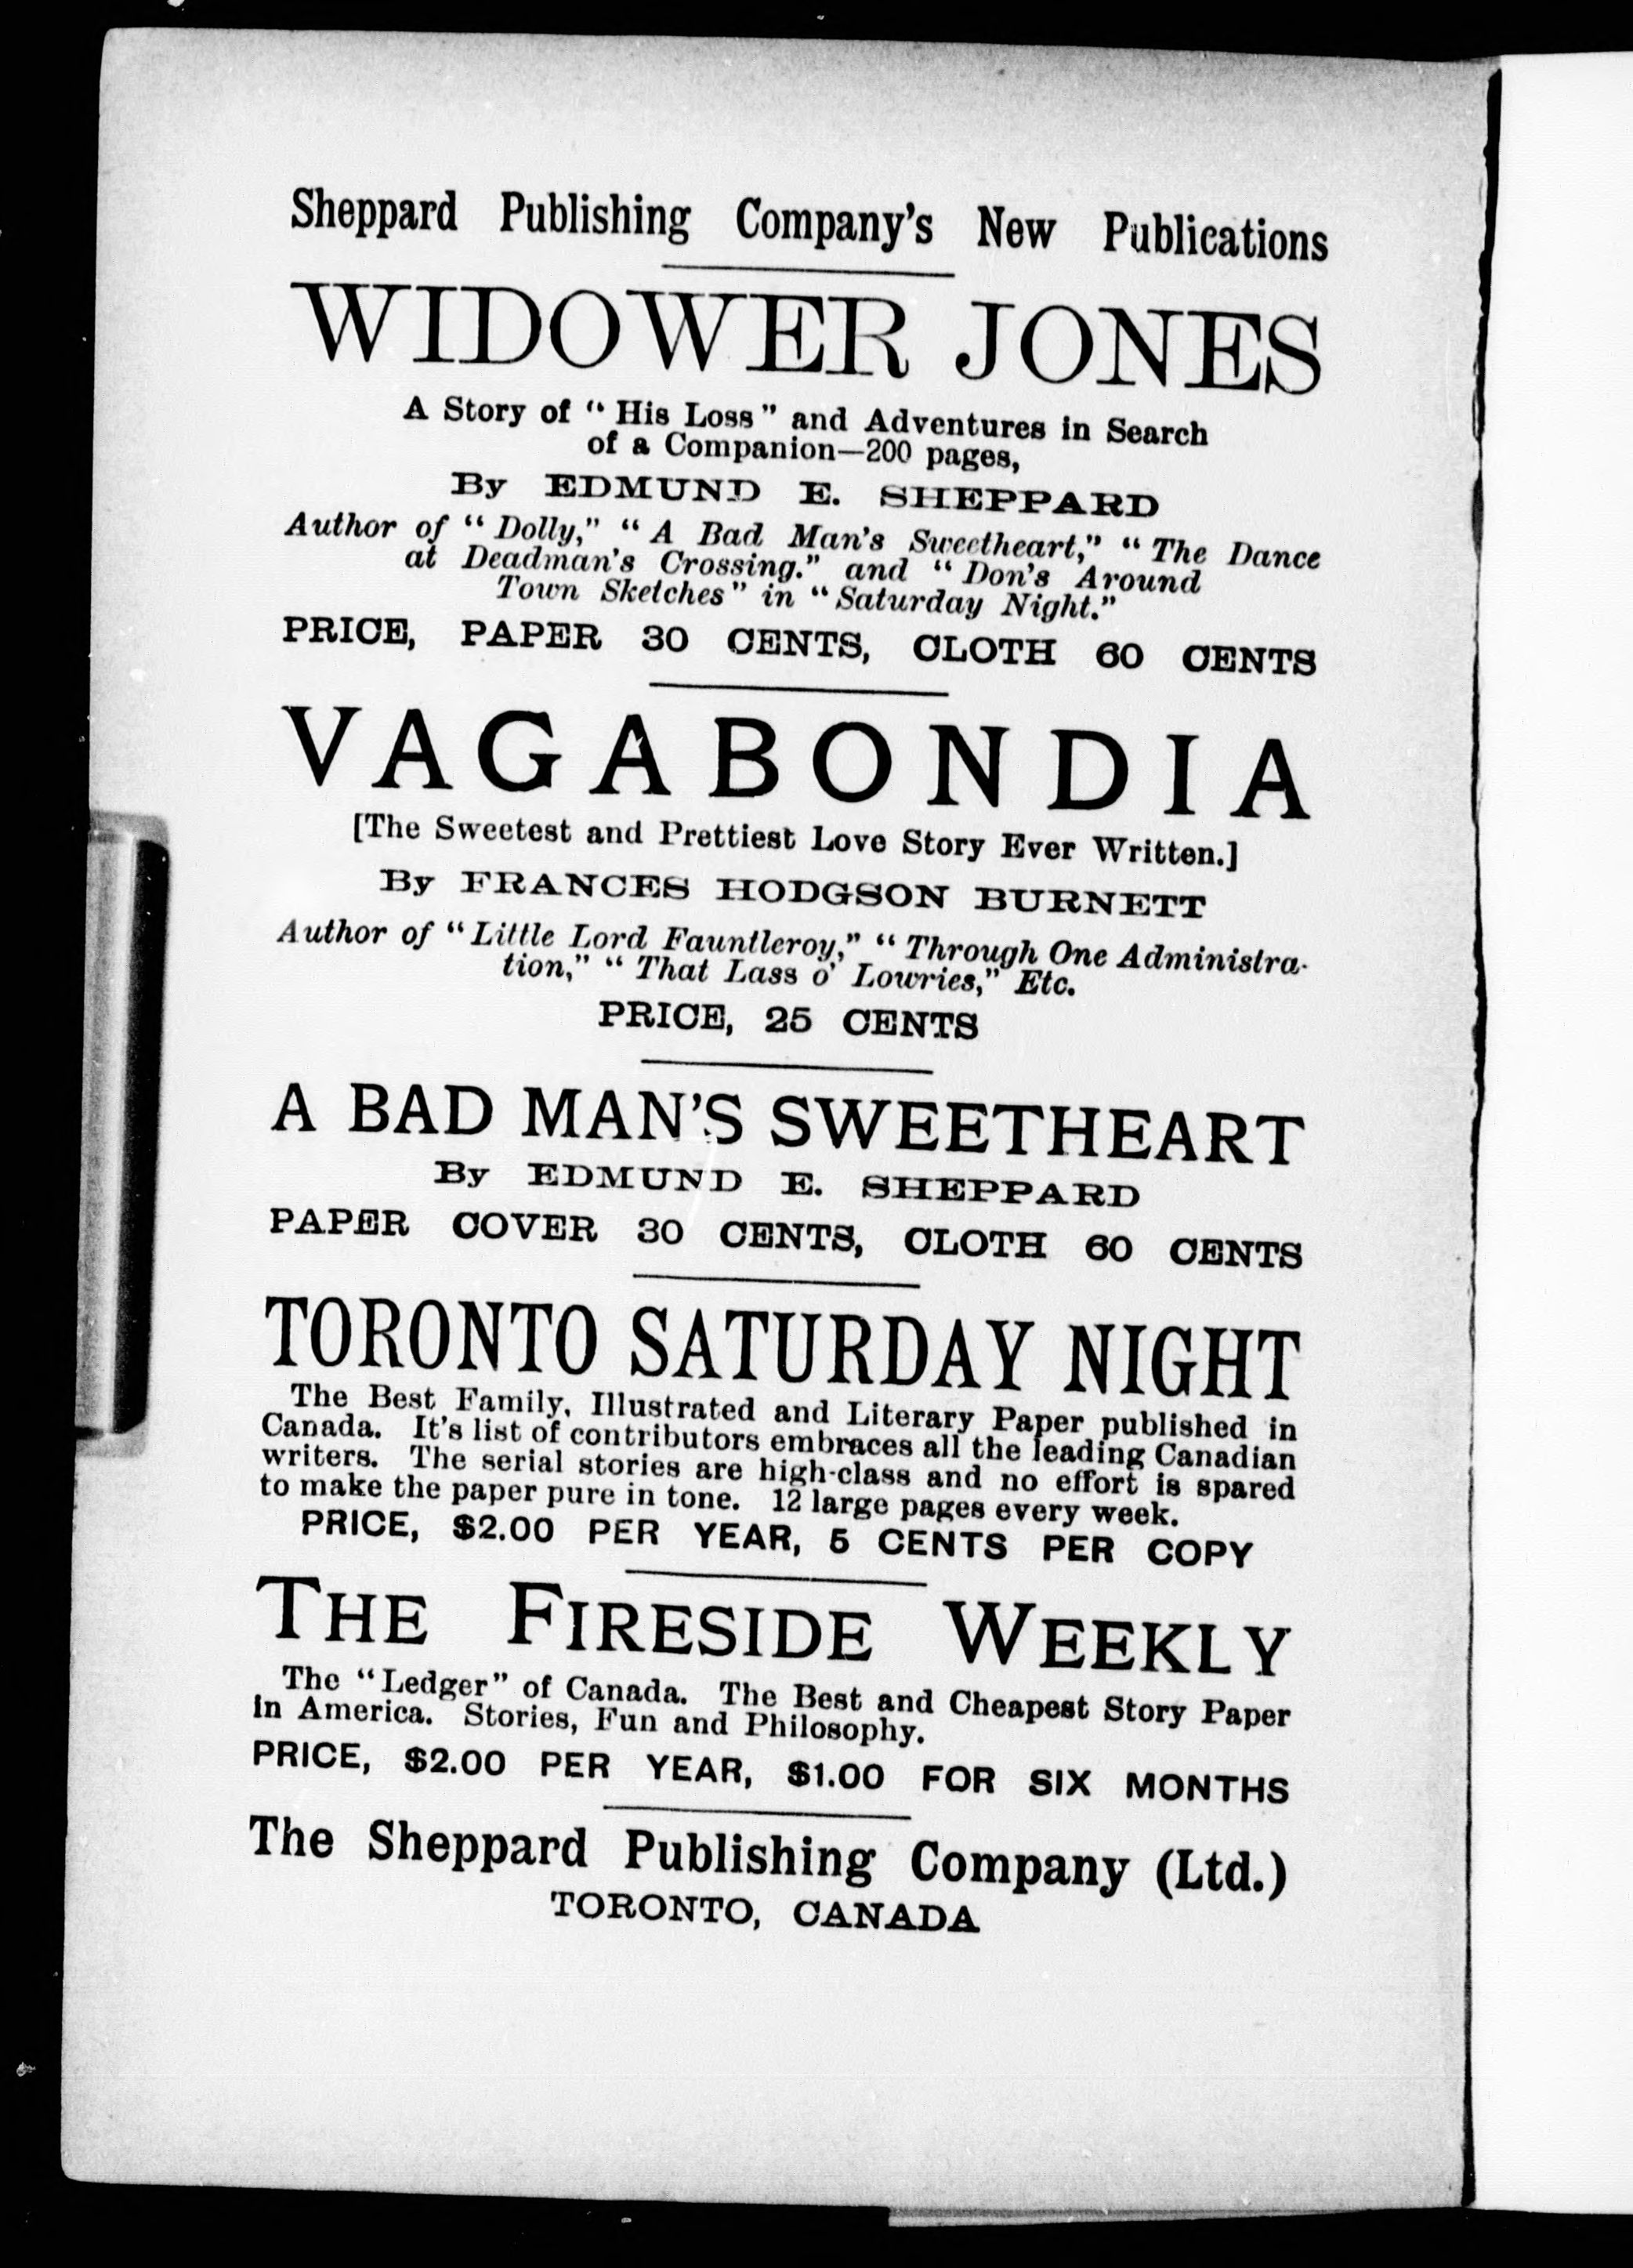 Sheppard Publishing Company's New Publications
WIDOWER JONES
A Story of "His Loss" and Adventures in Search
of a Companion—200 pages,
By EDMUND E. SHEPPARD
Author of "Dolly," "A Bad Man's Sweetheart," "The Dance
at Deadman's Crossing." and "Don's Around
Town Sketches" in "Saturday Night."
PRICE, PAPER 30 CENTS, CLOTH 60 CENTS
VAGABONDIA
[The Sweetest and Prettiest Love Story Ever Written.]
By FRANCES HODGSON BURNETT
Author of "Little Lord Fauntleroy," "Through One Administra-
tion," "That Lass o' Lowries," Etc.
PRICE, 25 CENTS
A BAD MAN'S SWEETHEART
By EDMUND E. SHEPPARD
PAPER COVER 30 CENTS, CLOTH 60 CENTS
TORONTO SATURDAY NIGHT
The Best Family, Illustrated and Literary Paper published in
Canada. It's list of contributors embraces all the leading Canadian
writers. The serial stories are high-class and no effort is spared
to make the paper pure in tone. 12 large pages every week.
PRICE, $2.00 PER YEAR, 5 CENTS PER COPY
THE FIRESIDE WEEKLY
The "Ledger" of Canada. The Best and Cheapest Story Paper
in America. Stories, Fun and Philosophy.
PRICE, $2.00 PER YEAR, $1.00 FOR SIX MONTHS
The Sheppard Publishing Company (Ltd.)
TORONTO, CANADA